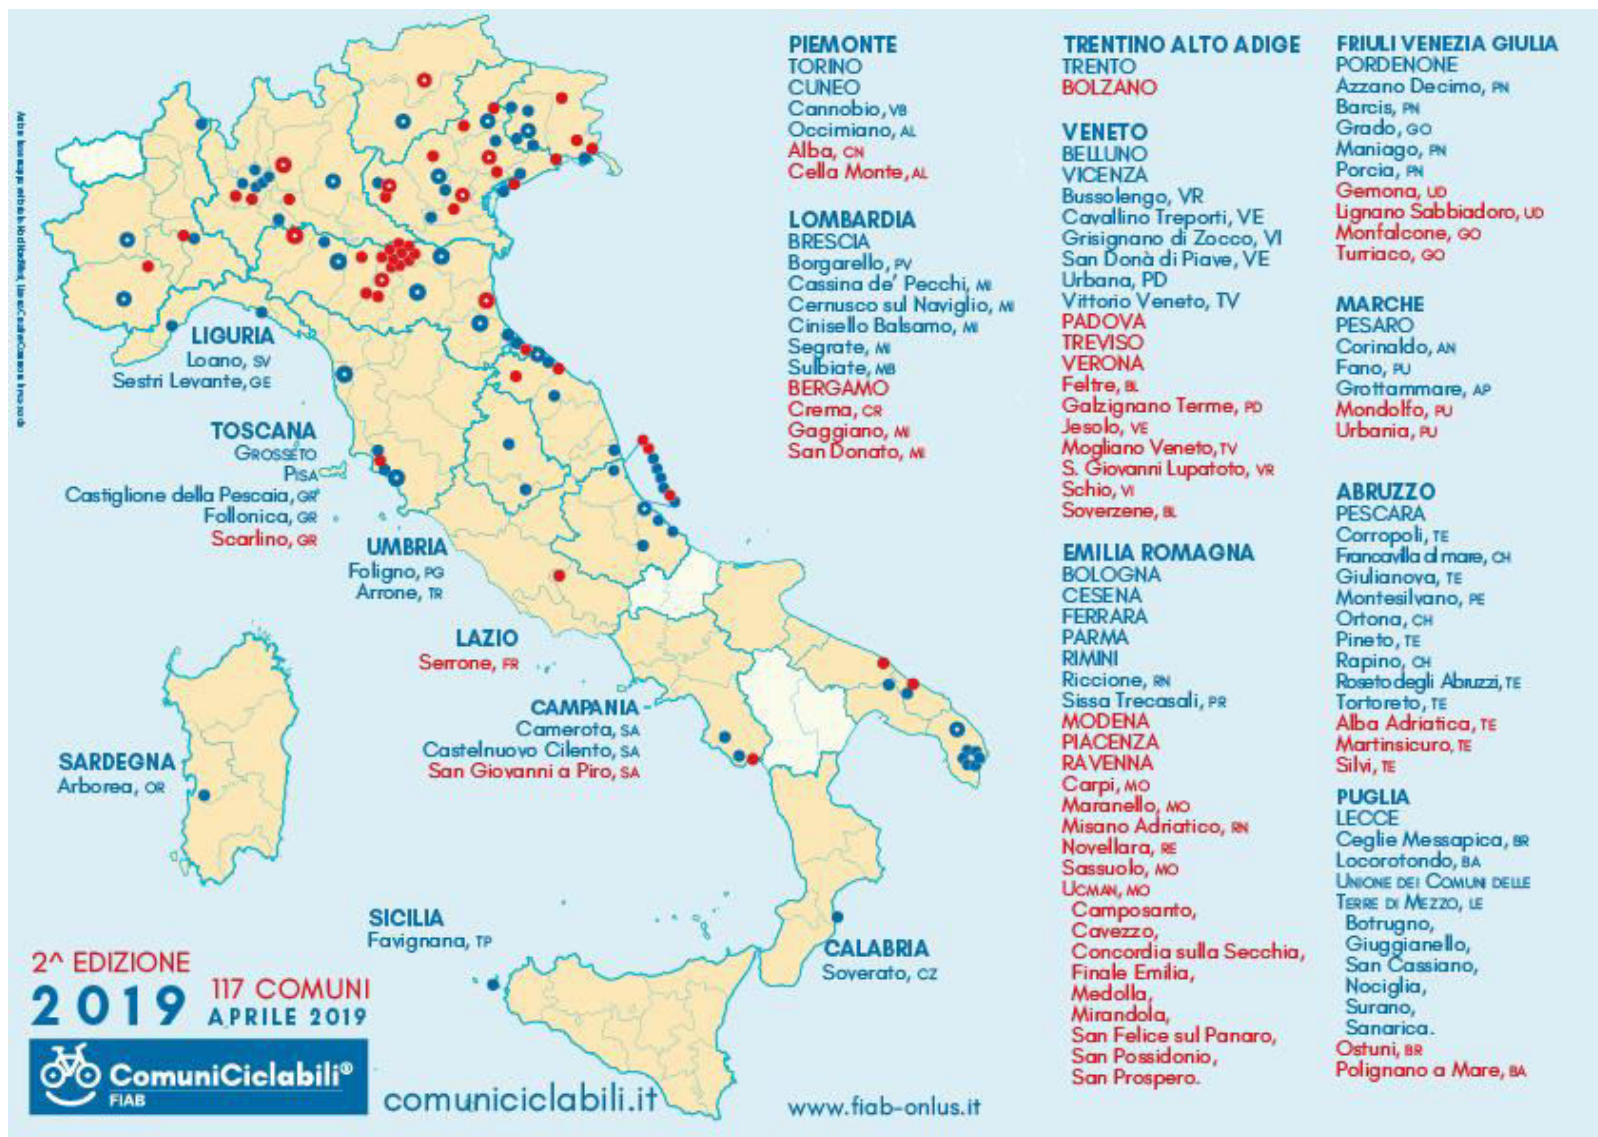 PIEMONTE
TORINO
CUNEO
Cannobio, VB
Occimiano, AL
Alba, CN
Cella Monte, AL
LOMBARDIA
BRESCIA
Borgarello, PV
Cassina de' Pecchi, MI
Cernusco sul Naviglio, MI
Cinisello Balsamo, MI
Segrate, MI
Sulbiate, MB
BERGAMO
Crema, CR
Gaggiano, MI
San Donato, MI
TRENTINO ALTO ADIGE
TRENTO
BOLZANO
VENETO
BELLUNO
VICENZA
Bussolengo, VR
Cavallino Treporti, VE
Grisignano di Zocco, VI
San Donà di Piave, VE
Urbana, PD
Vittorio Veneto, TV
PADOVA
TREVISO
VERONA
Feltre, BL
Galzignano Terme, PD
Jesolo, VE
Mogliano Veneto, TV
S. Giovanni Lupatoto, VR
Schio, VI
Soverzene, BL
EMILIA ROMAGNA
BOLOGNA
CESENA
FERRARA
PARMA
RIMINI
Riccione, RN
Sissa Trecasali, PR
MODENA
PIACENZA
RAVENNA
Carpi, MO
Maranello, MO
Misano Adriatico, RN
Novellara, RE
Sassuolo, MO
UCMAN, MO
Camposanto,
Cavezzo,
Concordia sulla Secchia,
Finale Emilia,
Medolla,
Mirandola,
San Felice sul Panaro,
San Possidonio,
San Prospero.
FRIULI VENEZIA GIULIA
PORDENONE
Azzano Decimo, PN
Barcis, PN
Grado, GO
Maniago, PN
Porcia, PN
Gemona, UD
Lignano Sabbiadoro, UD
Monfalcone, GO
Turriaco, GO
MARCHE
PESARO
Corinaldo, AN
Fano, PU
Grottammare, AP
Mondolfo, PU
Urbania, PU
ABRUZZO
PESCARA
Corropoli, TE
Francavilla al mare, CH
Giulianova, TE
Montesilvano, PE
Ortona, CH
Pineto, TE
Rapino, CH
Roseto degli Abruzzi, TE
Tortoreto, TE
Alba Adriatica, TE
Martinsicuro, TE
Silvi, TE
PUGLIA
LECCE
Ceglie Messapica, BR
Locorotondo, BA
UNIONE DEI COMUNI DELLE
TERRE DI MEZZO, LE
Botrugno,
Giuggianello,
San Cassiano,
Nociglia,
Surano,
Sanarica.
Ostuni, BR
Polignano a Mare, BA
LIGURIA
Loano, SV
Sestri Levante, GE
TOSCANA
GROSSETO
PISA
Castiglione della Pescaia, GR
Follonica, GR
Scarlino, GR
UMBRIA
Foligno, PG
Arrone, TR
LAZIO
Serrone, FR
CAMPANIA
Camerota, SA
Castelnuovo Cilento, SA
San Giovanni a Piro, SA
SARDEGNA
Arborea, OR
SICILIA
Favignana, TP
CALABRIA
Soverato, CZ
2^ EDIZIONE
2019
117 COMUNI
APRILE 2019
ComuniCiclabili®
FIAB
comuniciclabili.it
www.fiab-onlus.it